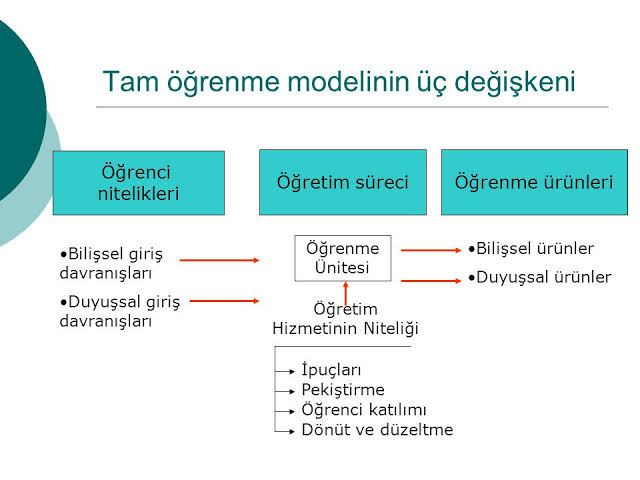 Tam öğrenme modelinin üç değişkeni
Öğrenci
nitelikleri
Öğretim süreci
Öğrenme ürünleri
•Bilişsel giriş
davranışları
•Duyuşsal giriş
davranışları
Öğrenme
Ünitesi
Öğretim
Hizmetinin Niteliği
İpuçları
Pekiştirme
Öğrenci katılımı
Dönüt ve düzeltme
•Bilişsel ürünler
•Duyuşsal ürünler